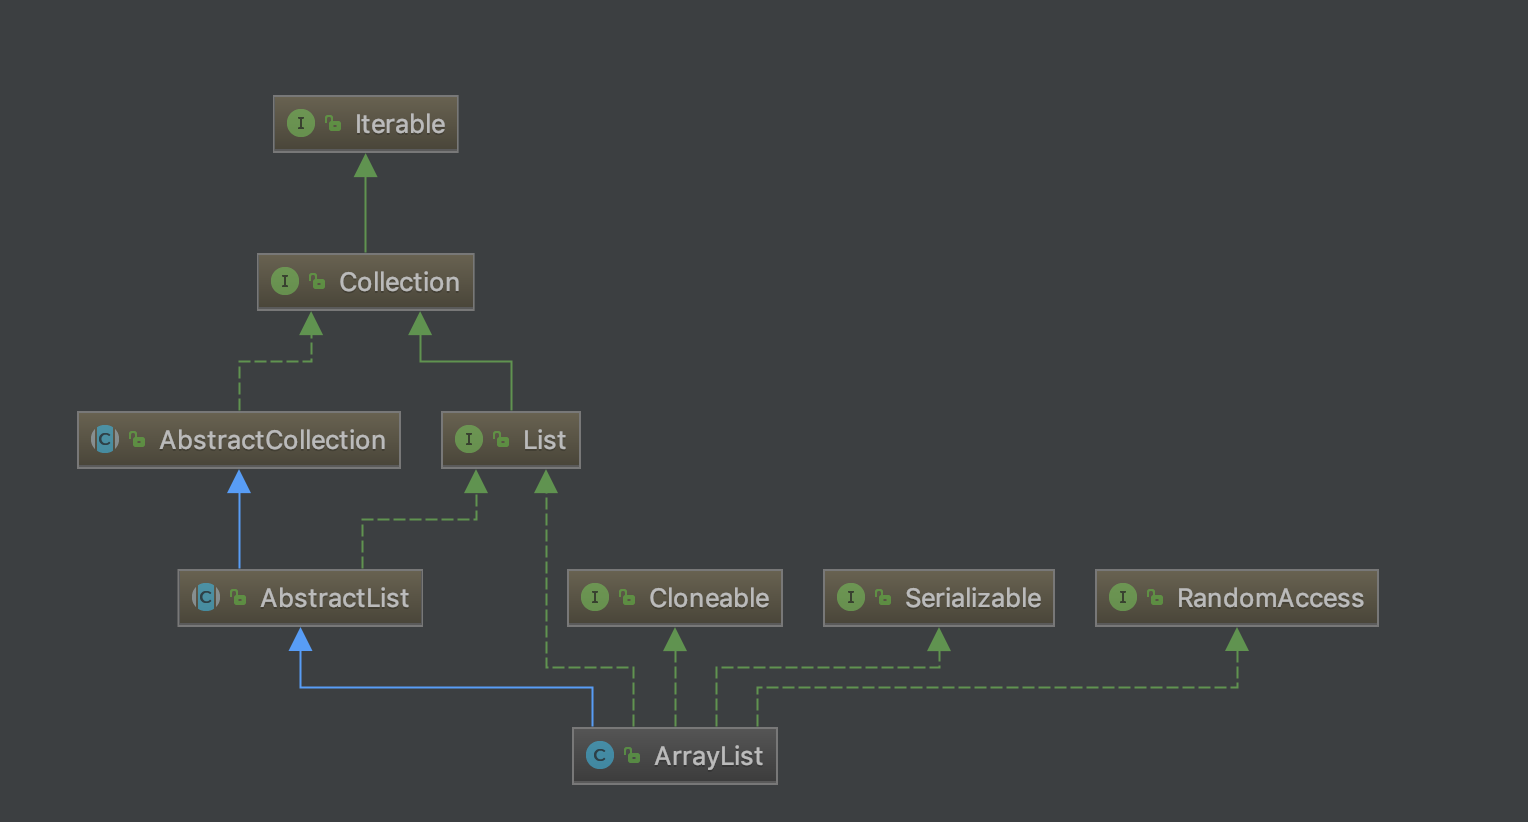 I Iterable
I Collection
C AbstractCollection
I List
C AbstractList
I Cloneable
I Serializable
I RandomAccess
C ArrayList